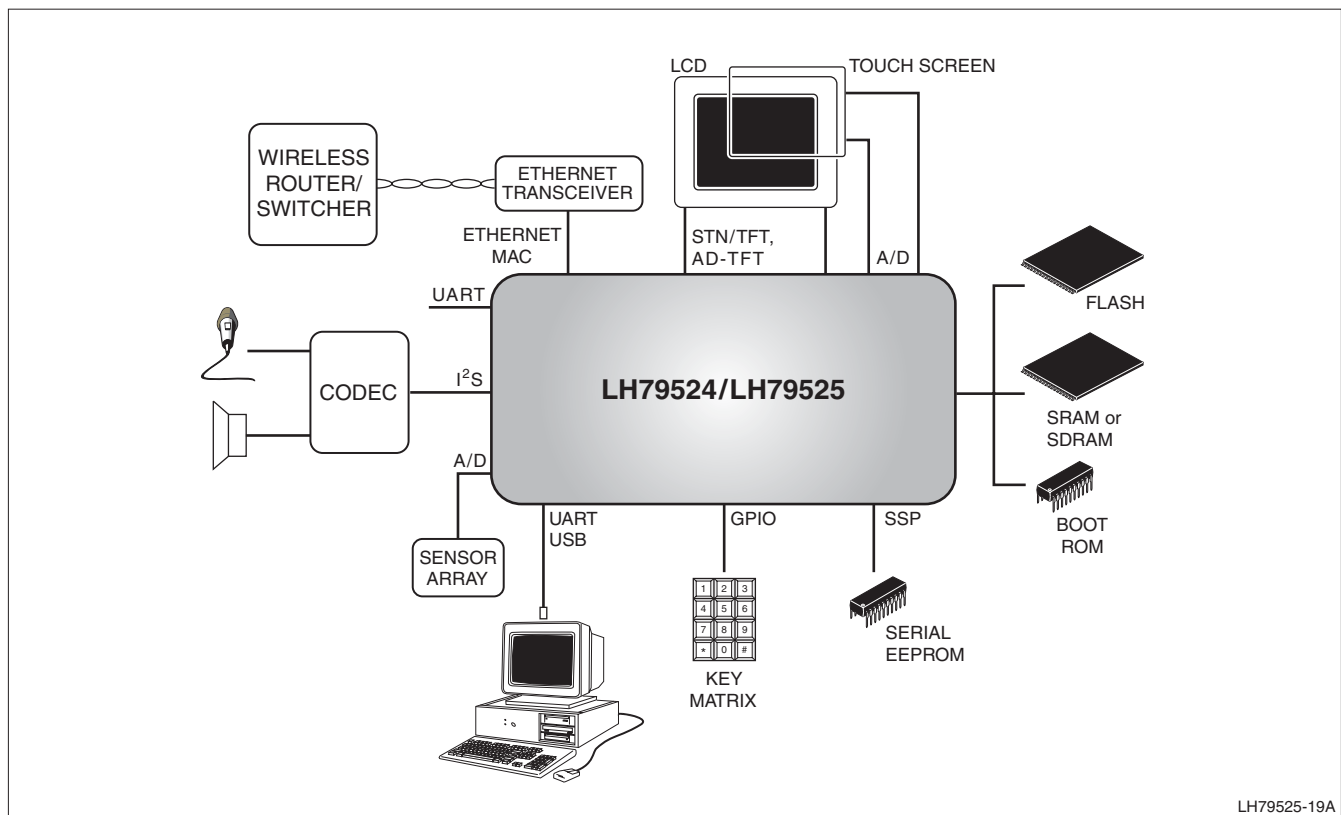 LCD
TOUCH SCREEN
WIRELESS
ROUTER/
SWITCHER
ETHERNET
TRANSCEIVER
ETHERNET
MAC
STN/TFT,
AD-TFT
A/D
UART
FLASH
CODEC
I²S
LH79524/LH79525
SRAM or
SDRAM
A/D
SENSOR
ARRAY
UART
USB
GPIO
SSP
BOOT
ROM
1 2 3
4 5 6
7 8 9
* 0 #
KEY
MATRIX
SERIAL
EEPROM
LH79525-19A